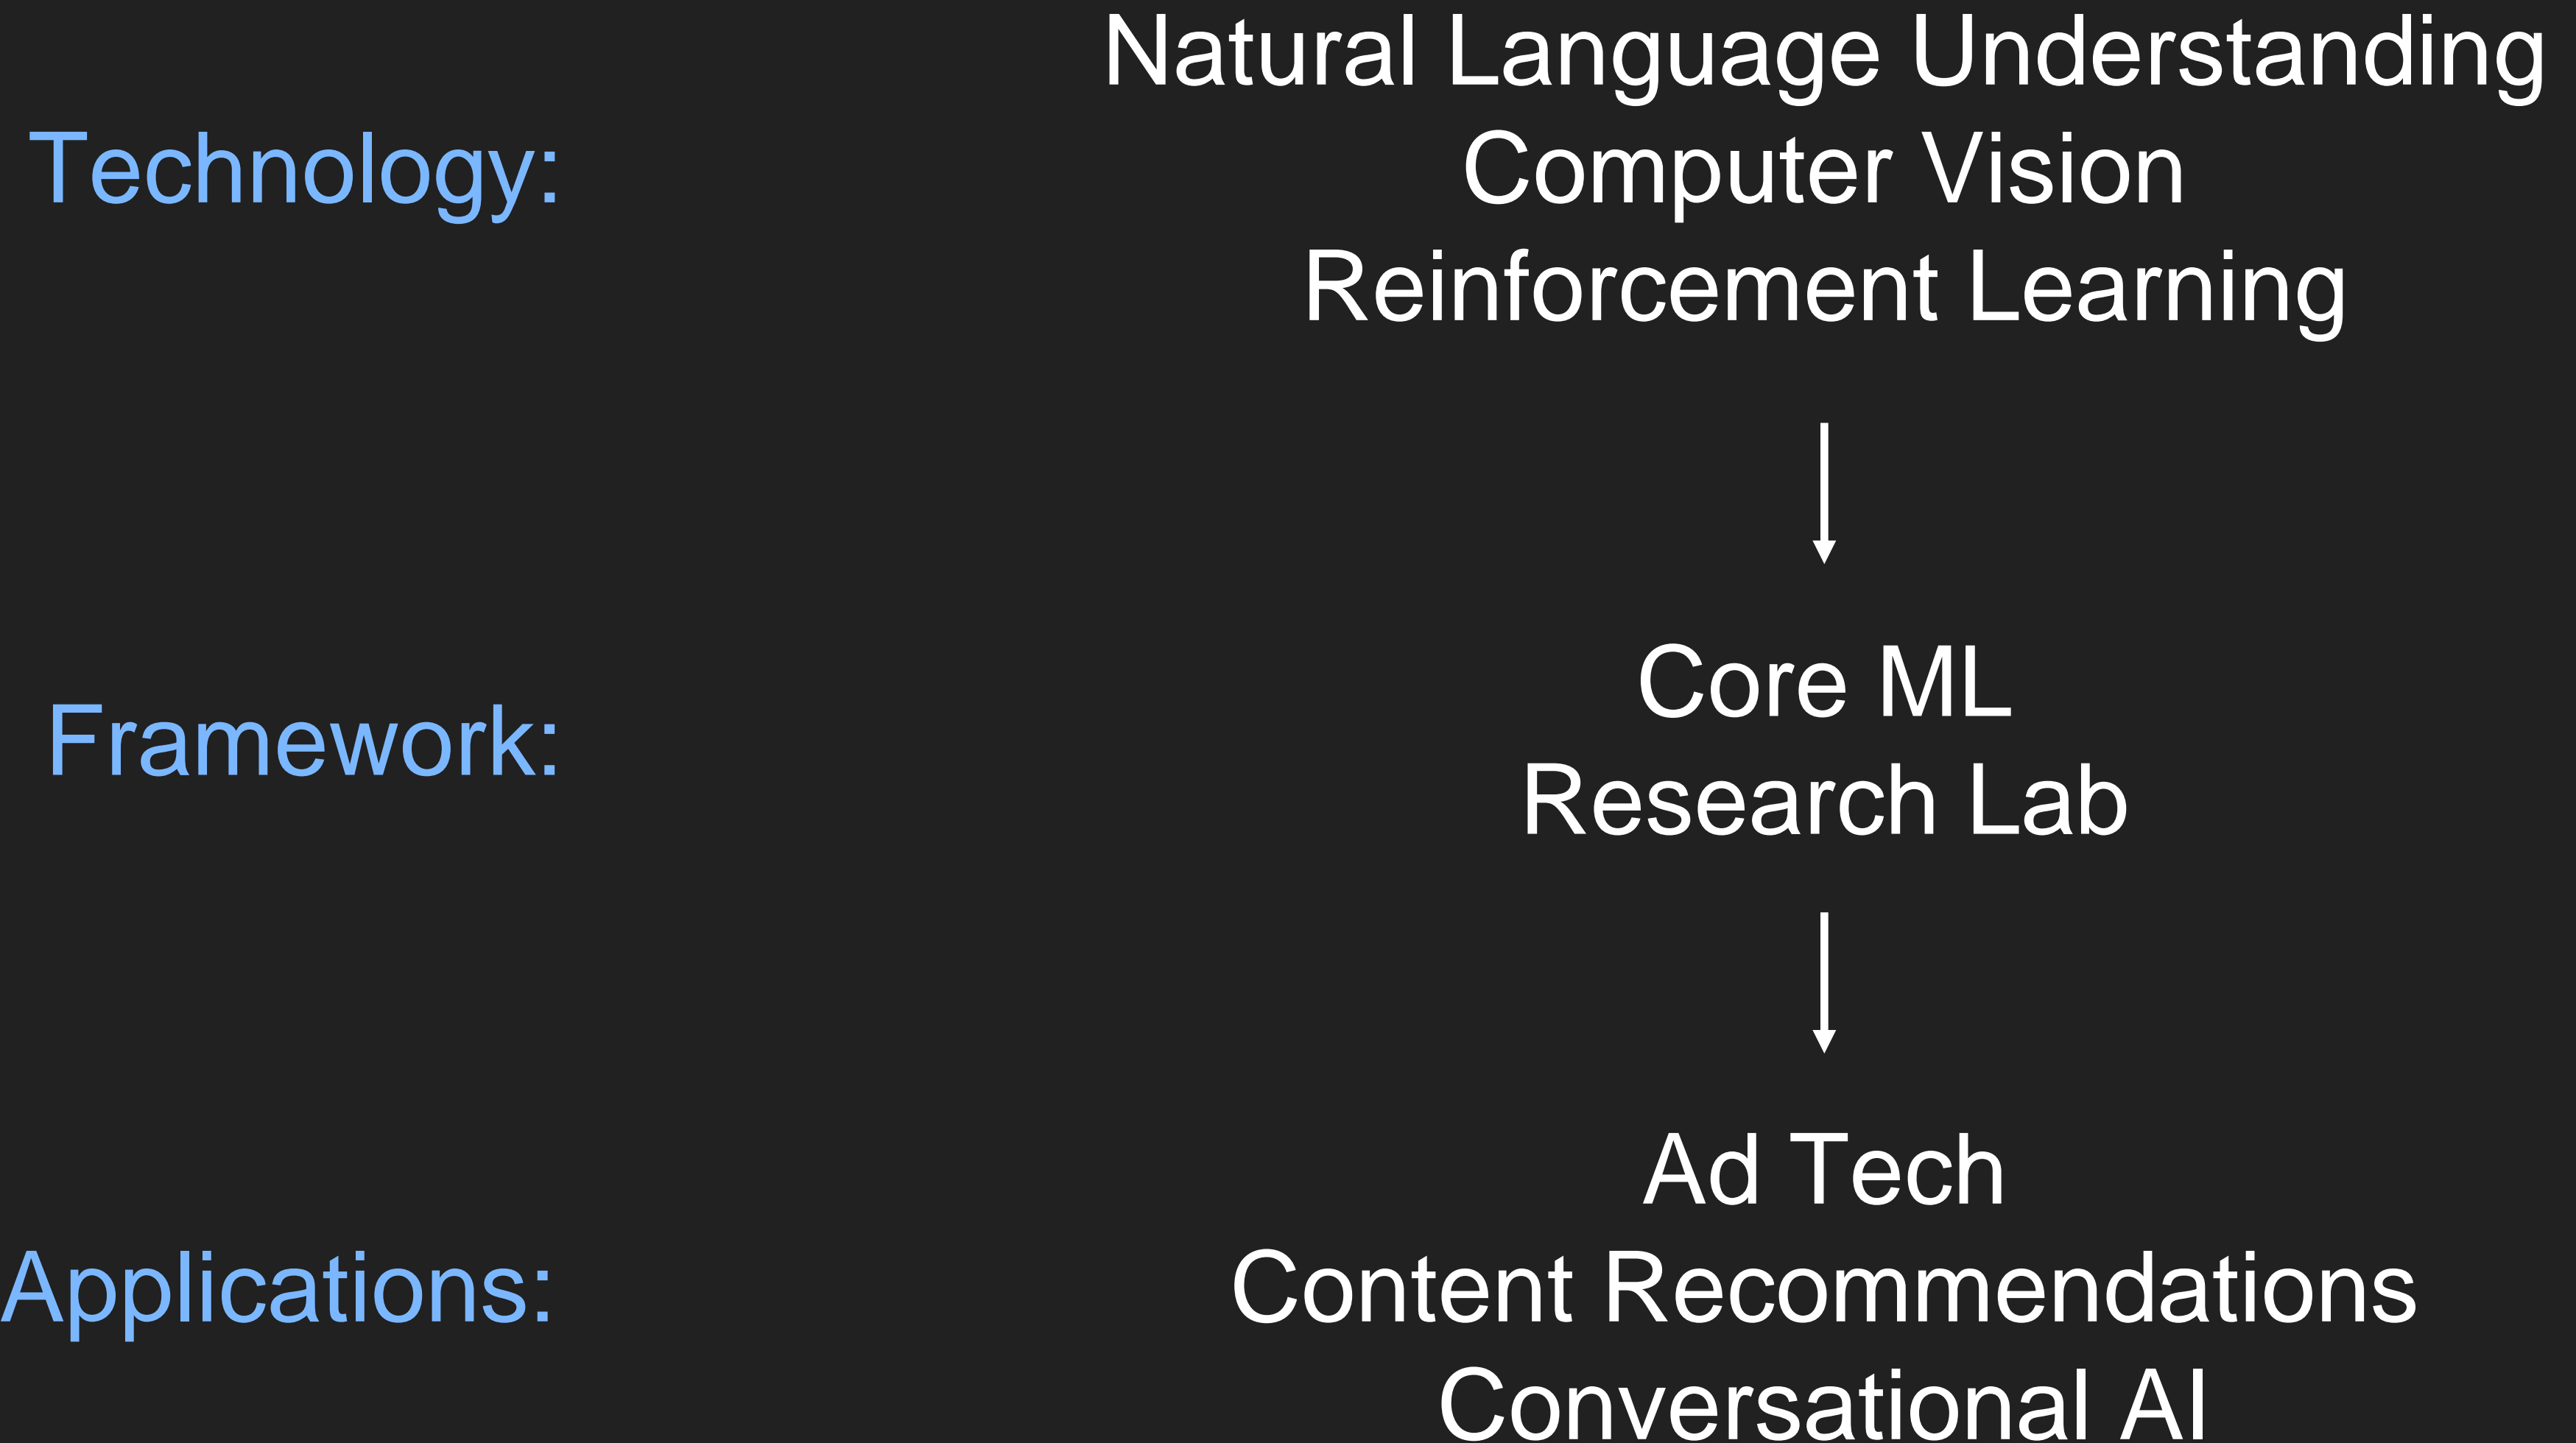 Technology:
Natural Language Understanding
Computer Vision
Reinforcement Learning
Framework:
Core ML
Research Lab
Applications:
Ad Tech
Content Recommendations
Conversational AI